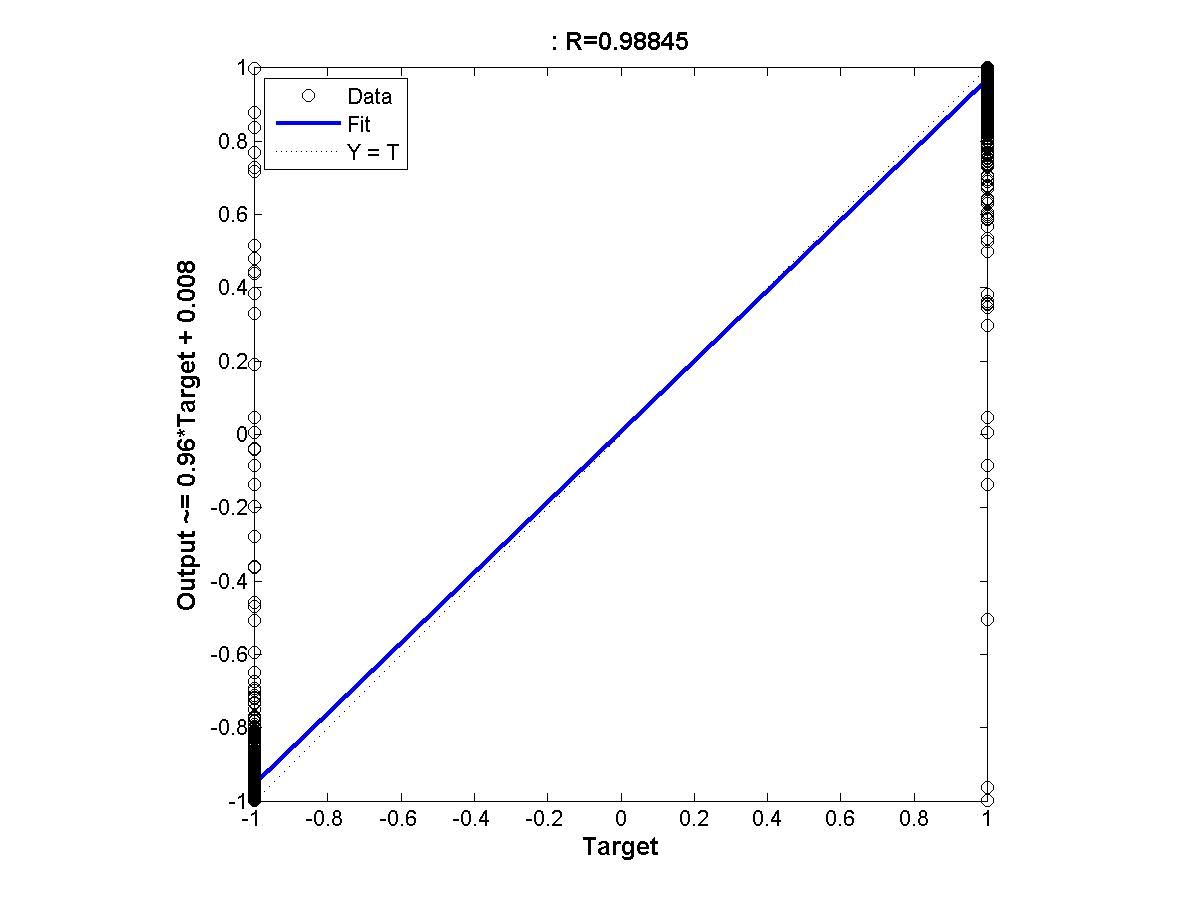 : R=0.98845
Data
Fit
Y = T
1
0.8
0.6
0.4
0.2
0
-0.2
-0.4
-0.6
-0.8
-1
Output ~= 0.96*Target + 0.008
-1 -0.8 -0.6 -0.4 -0.2 0 0.2 0.4 0.6 0.8 1
Target